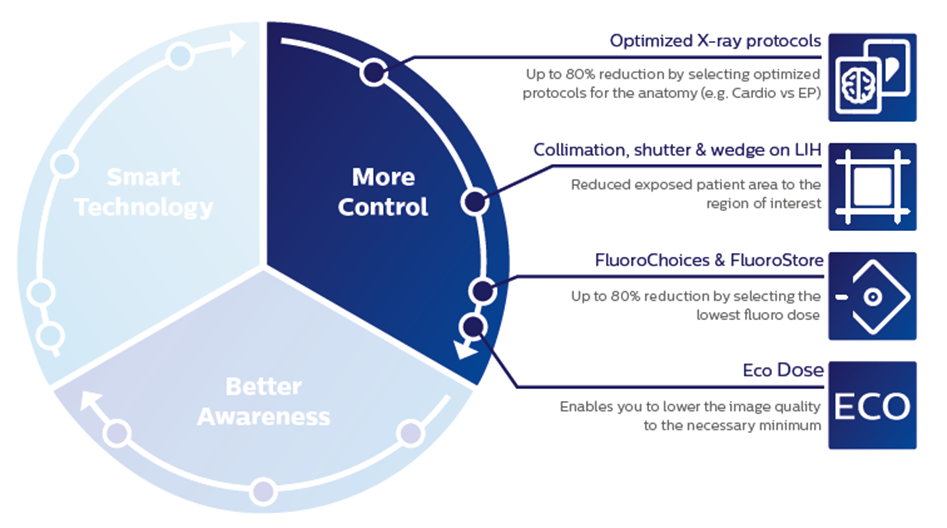 Smart
Technology
More
Control
Better
Awareness
Optimized X-ray protocols
Up to 80% reduction by selecting optimized
protocols for the anatomy (e.g. Cardio vs EP)
Collimation, shutter & wedge on LIH
Reduced exposed patient area to the
region of interest
FluoroChoices & FluoroStore
Up to 80% reduction by selecting the
lowest fluoro dose
Eco Dose
Enables you to lower the image quality
to the necessary minimum
ECO